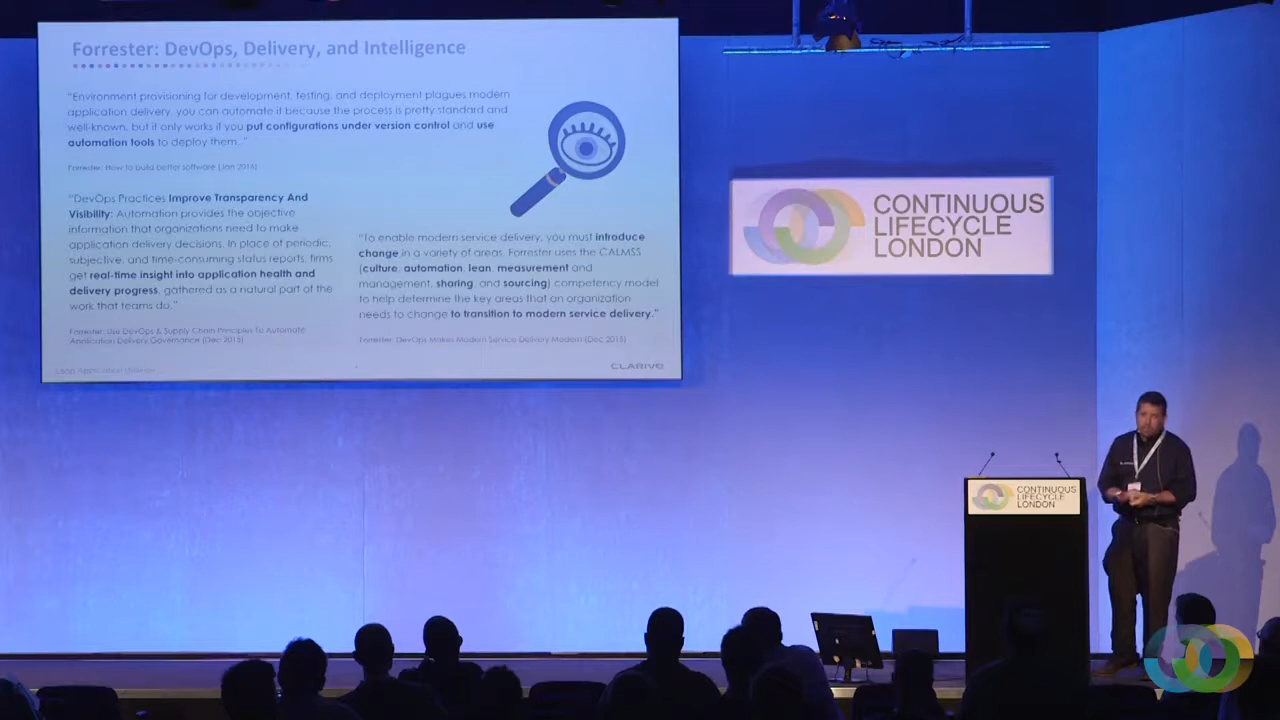 Forrester: DevOps, Delivery, and Intelligence
"Environment provisioning for development, testing, and deployment plagues modern
application delivery, you can automate it because the process is pretty standard and
well-known, but it only works if you put configurations under version control and use
automation tools to deploy them."
Forrester: How to build better software (Jan 2016)
"DevOps Practices Improve Transparency And
Visibility: Automation provides the objective
information that organizations need to make
application delivery decisions. In place of periodic,
subjective, and time-consuming status reports, firms
get real-time insight into application health and
delivery progress, gathered as a natural part of the
work that teams do."
Forrester: Use DevOps & Supply Chain Principles To Automate
Application Delivery Governance (Dec 2015)
"To enable modern service delivery, you must introduce
change in a variety of areas. Forrester uses the CALMSS
(culture, automation, lean, measurement and
management, sharing, and sourcing) competency model
to help determine the key areas that an organization
needs to change to transition to modern service delivery."
Forrester: DevOps Makes Modern Service Delivery Modern (Dec 2015)
Lean Application Delivery
CLARIVE
CONTINUOUS
LIFECYCLE
LONDON
CONTINUOUS
LIFECYCLE
LONDON